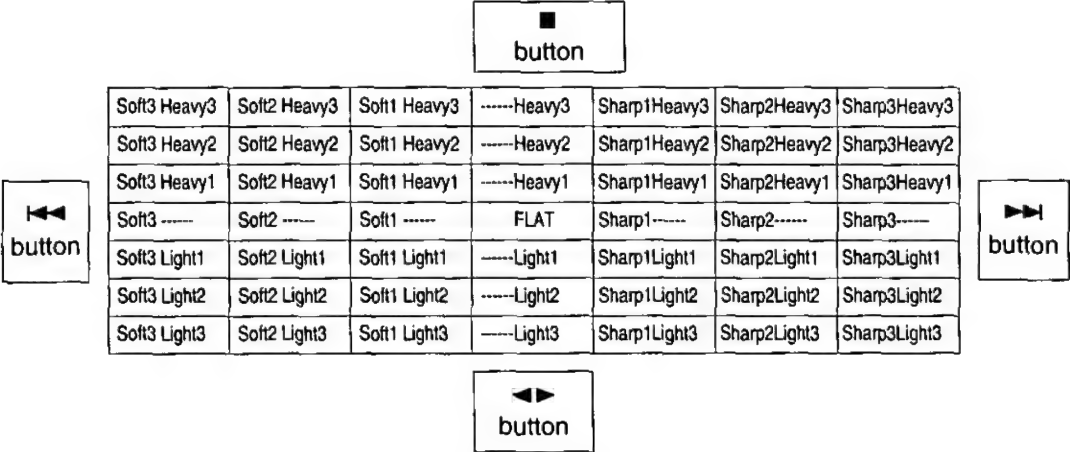 ■
button
Soft3 Heavy3 Soft2 Heavy3 Soft1 Heavy3 ------Heavy3 Sharp1Heavy3 Sharp2Heavy3 Sharp3Heavy3
Soft3 Heavy2 Soft2 Heavy2 Soft1 Heavy2 ------Heavy2 Sharp1Heavy2 Sharp2Heavy2 Sharp3Heavy2
Soft3 Heavy1 Soft2 Heavy1 Soft1 Heavy1 ------Heavy1 Sharp1Heavy1 Sharp2Heavy1 Sharp3Heavy1
⏮
button
Soft3 ------ Soft2 ------ Soft1 ------ FLAT Sharp1------ Sharp2------ Sharp3------
⏭
button
Soft3 Light1 Soft2 Light1 Soft1 Light1 ------Light1 Sharp1Light1 Sharp2Light1 Sharp3Light1
Soft3 Light2 Soft2 Light2 Soft1 Light2 ------Light2 Sharp1Light2 Sharp2Light2 Sharp3Light2
Soft3 Light3 Soft2 Light3 Soft1 Light3 ------Light3 Sharp1Light3 Sharp2Light3 Sharp3Light3
◀▶
button